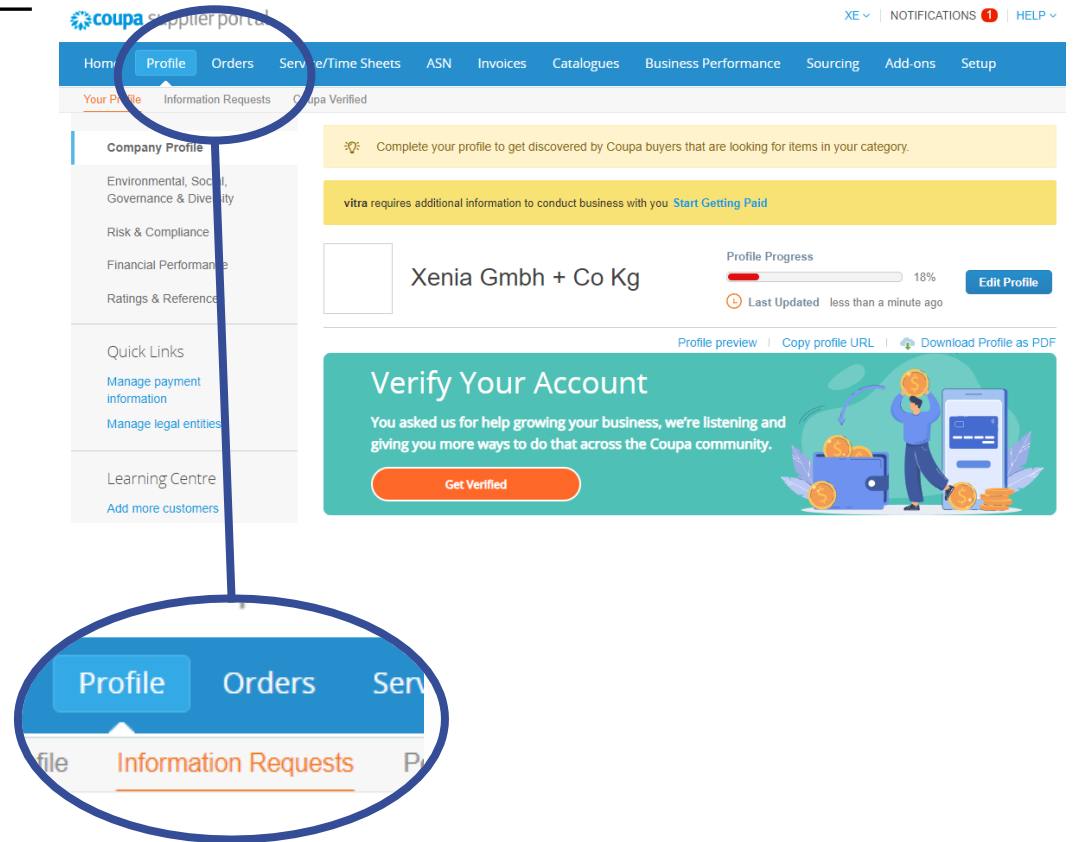 coupa supplier portal
XE NOTIFICATIONS 1 HELP
Home Profile Orders Service/Time Sheets ASN Invoices Catalogues Business Performance Sourcing Add-ons Setup
Your Profile Information Requests Coupa Verified
Company Profile
Complete your profile to get discovered by Coupa buyers that are looking for items in your category.
Environmental, Social,
Governance & Diversity
vitra requires additional information to conduct business with you Start Getting Paid
Risk & Compliance
Financial Performance
Ratings & References
Xenia Gmbh + Co Kg
Profile Progress
18%
Last Updated less than a minute ago
Edit Profile
Profile preview Copy profile URL Download Profile as PDF
Quick Links
Manage payment
information
Manage legal entities
Learning Centre
Add more customers
Verify Your Account
You asked us for help growing your business, we're listening and
giving you more ways to do that across the Coupa community.
Get Verified
Profile Orders Serv
file Information Requests P